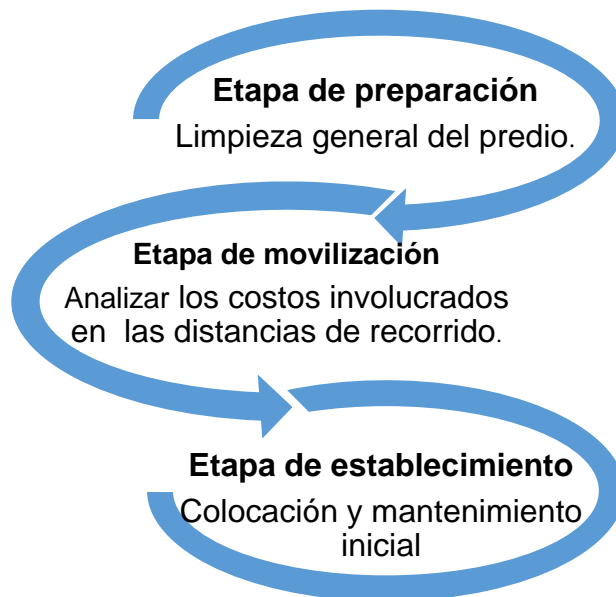 Etapa de preparación
Limpieza general del predio.
Etapa de movilización
Analizar los costos involucrados
en las distancias de recorrido.
Etapa de establecimiento
Colocación y mantenimiento
inicial